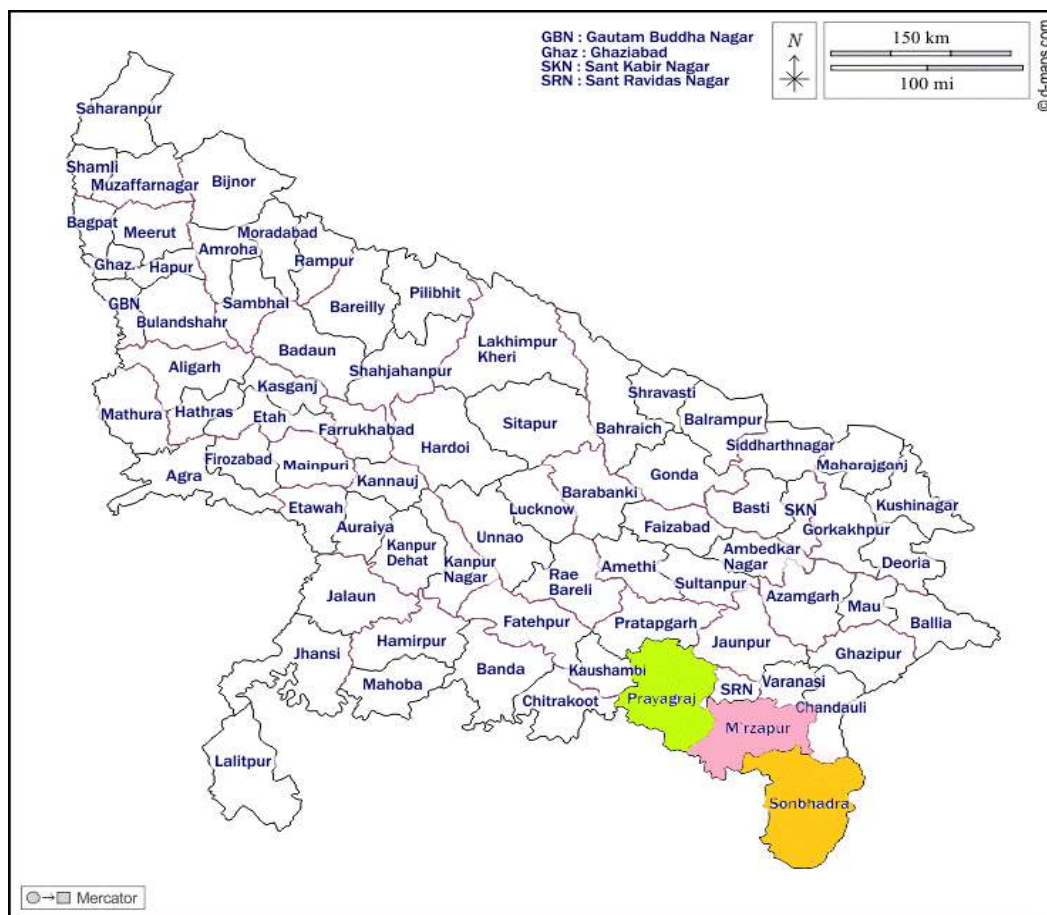 GBN : Gautam Buddha Nagar
Ghaz : Ghaziabad
SKN : Sant Kabir Nagar
SRN : Sant Ravidas Nagar
N
150 km
100 mi
© d-maps.com
Saharanpur
Shamli
Muzaffarnagar
Bijnor
Bagpat
Meerut
Moradabad
Amroha
Rampur
Ghaz.
Hapur
GBN
Bulandshahr
Sambhal
Bareilly
Pilibhit
Badaun
Lakhimpur
Kheri
Aligarh
Shahjahanpur
Kasganj
Mathura
Hathras
Etah
Farrukhabad
Hardoi
Sitapur
Shravasti
Balrampur
Bahraich
Siddharthnagar
Maharajganj
Agra
Firozabad
Mainpuri
Kannauj
Gonda
Barabanki
Basti
SKN
Kushinagar
Etawah
Auraiya
Lucknow
Faizabad
Gorkakhpur
Unnao
Kanpur
Dehat
Kanpur
Nagar
Ambedkar
Nagar
Deoria
Rae
Bareli
Amethi
Sultanpur
Azamgarh
Mau
Jalaun
Fatehpur
Pratapgarh
Ballia
Hamirpur
Jaunpur
Ghazipur
Jhansi
Mahoba
Banda
Kaushambi
Chitrakoot
Prayagraj
SRN
Varanasi
Chandauli
Mirzapur
Lalitpur
Sonbhadra
Mercator